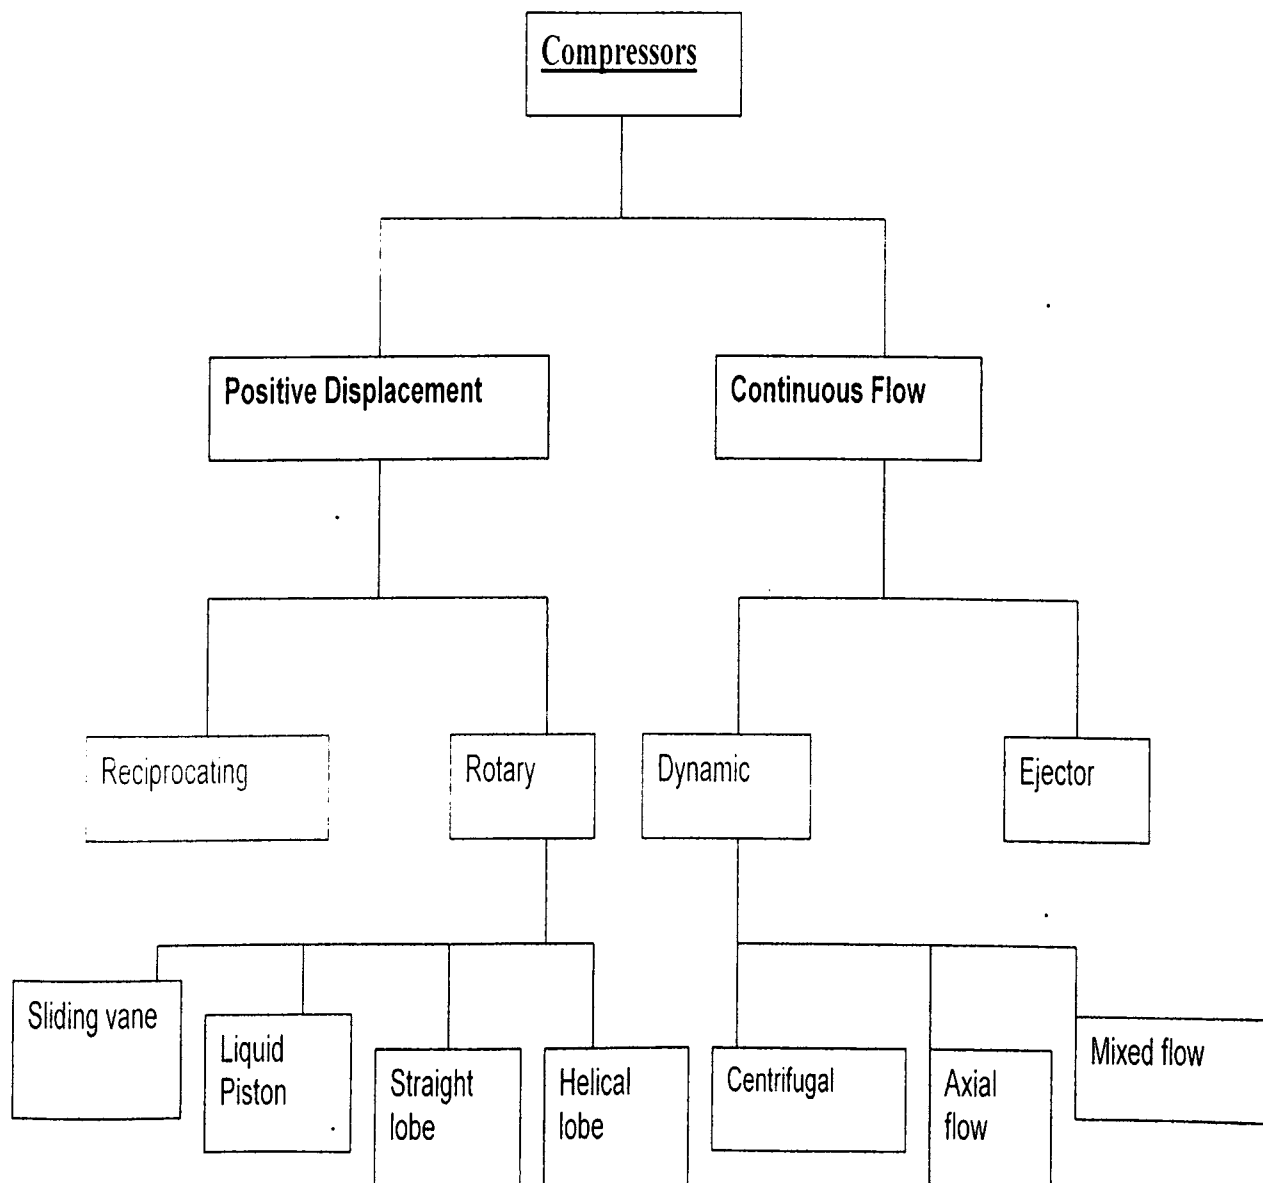 Compressors
Positive Displacement
Continuous Flow
Reciprocating
Rotary
Dynamic
Ejector
Sliding vane
Liquid
Piston
Straight
lobe
Helical
lobe
Centrifugal
Axial
flow
Mixed flow